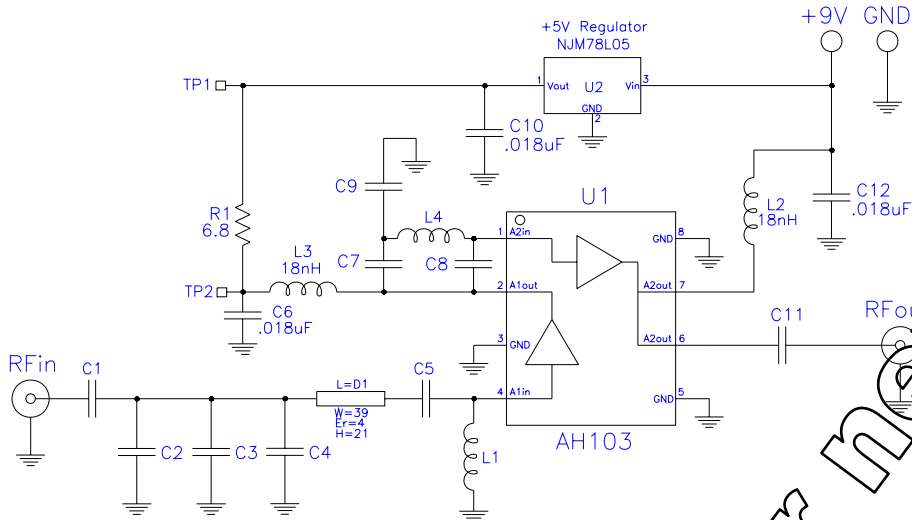 +9V GND
+5V Regulator
NJM78L05
TP1
1 Vout U2 Vin 3
GND
2
C10
.018uF
C9
U1
L2
18nH
C12
.018uF
R1
6.8
L4
1 A2in
GND 8
L3
18nH
C7
C8
TP2
2 A1out
A2out 7
C6
.018uF
C11
RFou
3 GND
A2out 6
RFin
C1
L=D1
W=39
Er=4
H=21
C5
4 A1in
GND 5
AH103
C2
C3
C4
L1